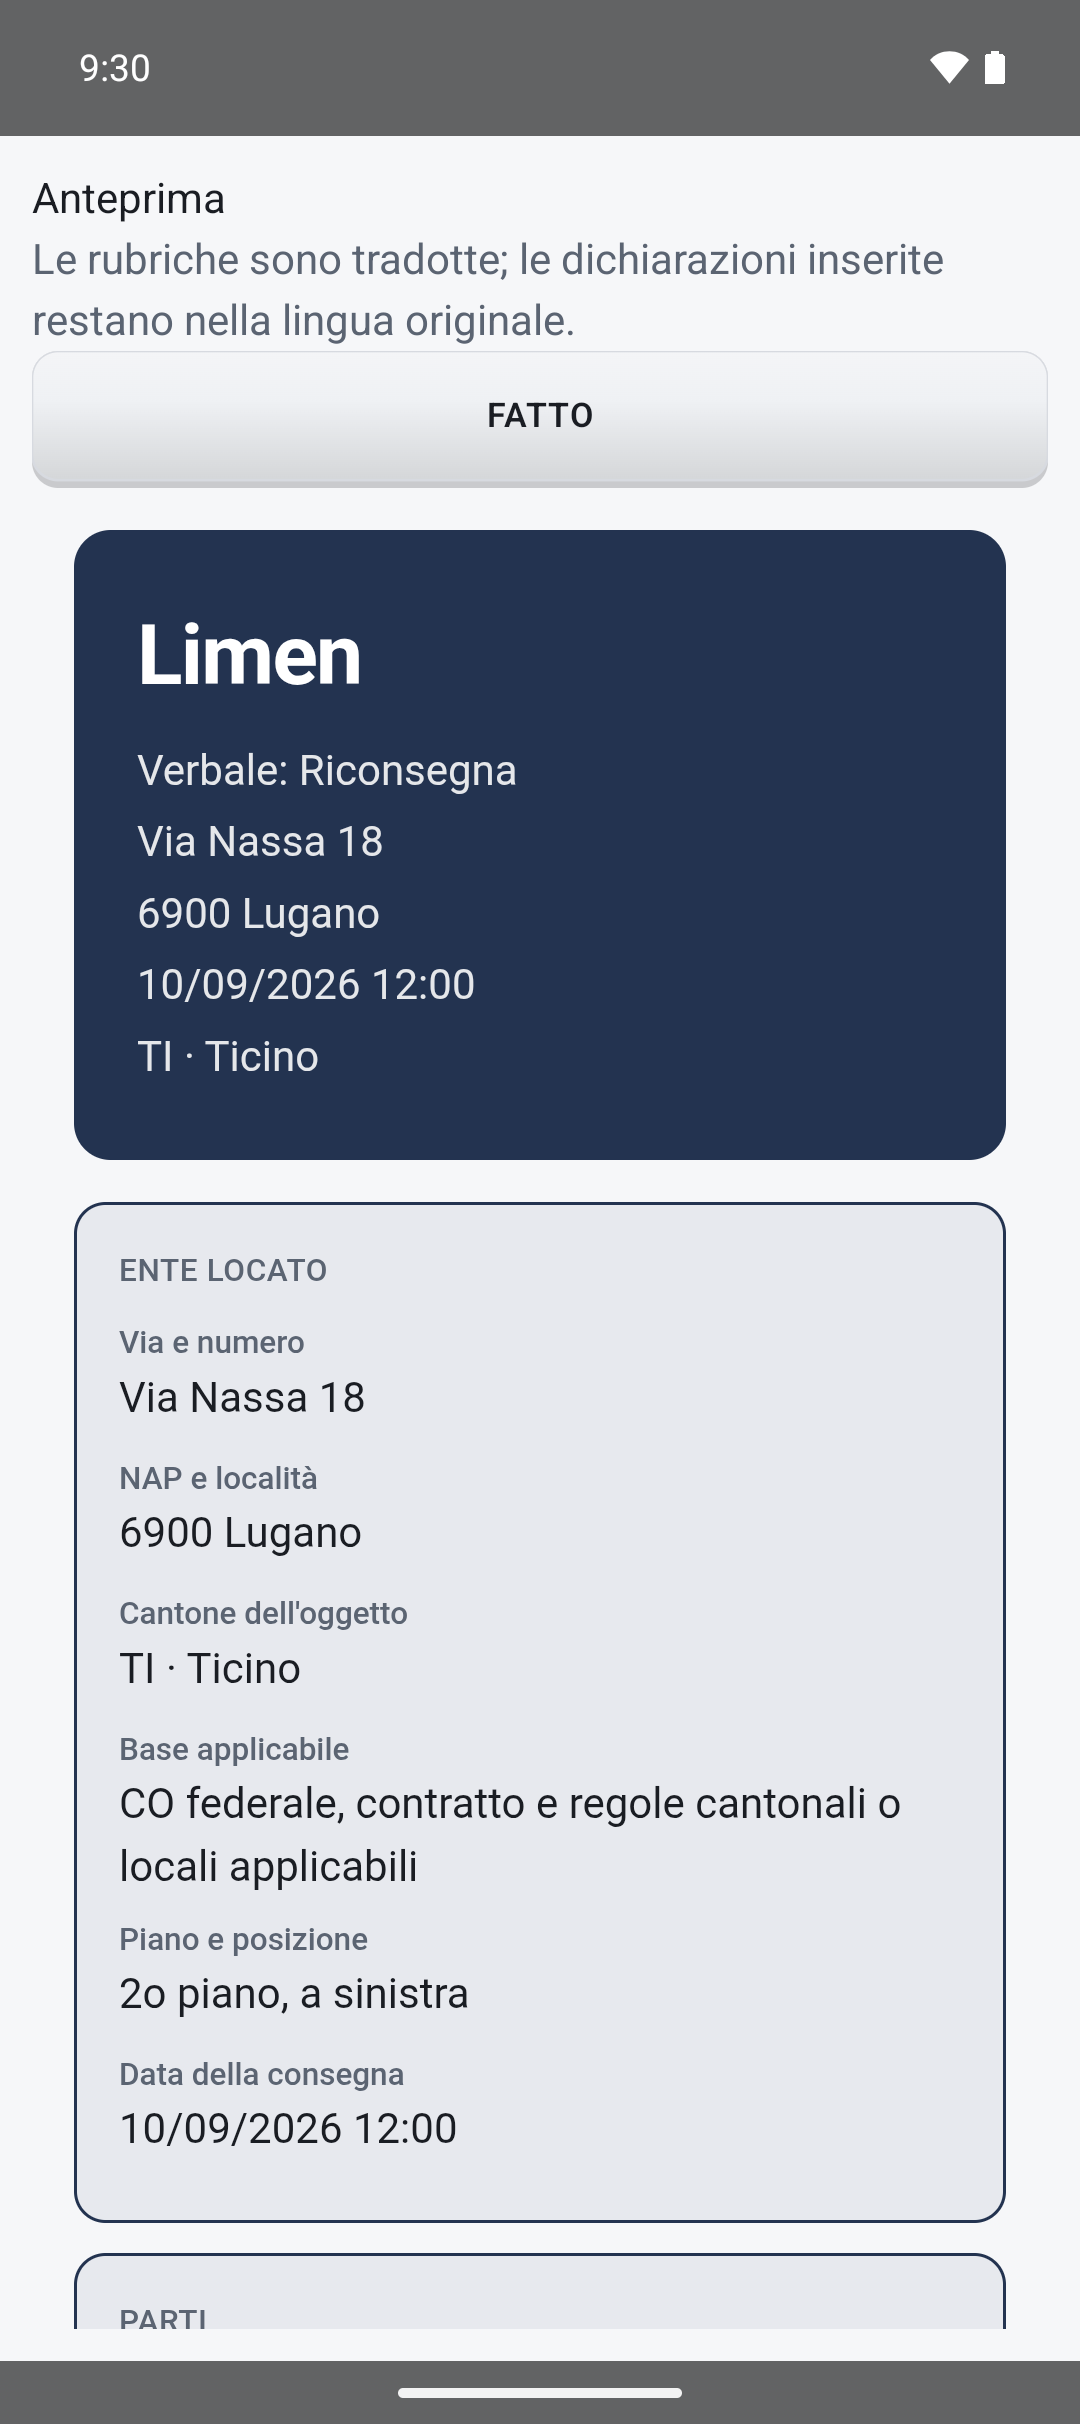 9:30
Anteprima
Le rubriche sono tradotte; le dichiarazioni inserite
restano nella lingua originale.
FATTO
Limen
Verbale: Riconsegna
Via Nassa 18
6900 Lugano
10/09/2026 12:00
TI · Ticino
ENTE LOCATO
Via e numero
Via Nassa 18
NAP e località
6900 Lugano
Cantone dell'oggetto
TI · Ticino
Base applicabile
CO federale, contratto e regole cantonali o
locali applicabili
Piano e posizione
2o piano, a sinistra
Data della consegna
10/09/2026 12:00
PARTI